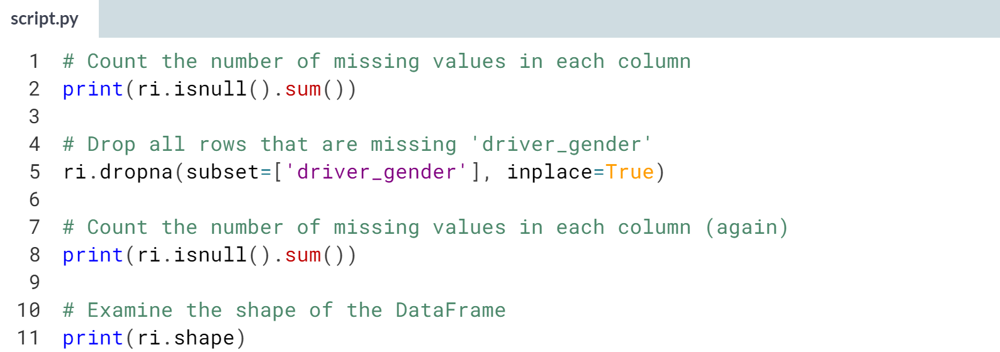 script.py
1 # Count the number of missing values in each column
2 print(ri.isnull().sum())
3
4 # Drop all rows that are missing 'driver_gender'
5 ri.dropna(subset=['driver_gender'], inplace=True)
6
7 # Count the number of missing values in each column (again)
8 print(ri.isnull().sum())
9
10 # Examine the shape of the DataFrame
11 print(ri.shape)